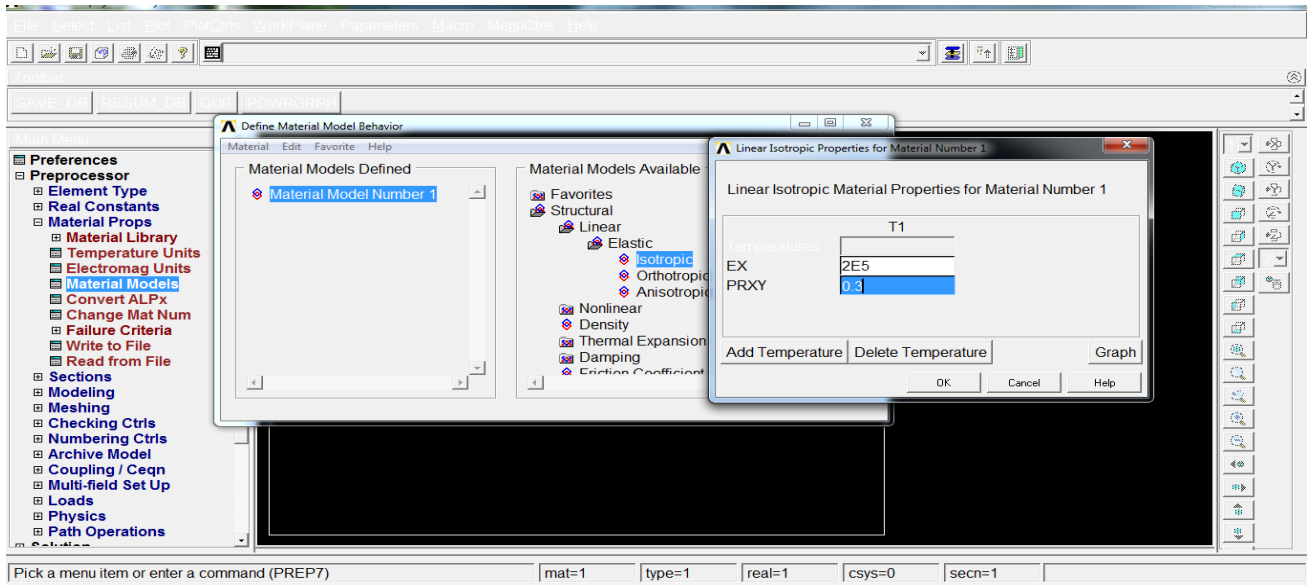 File Select List Plot PlotCtrls WorkPlane Parameters Macro MenuCtrls Help
Toolbar
SAVE_DB RESUM_DB QUIT POWRGRPH
Main Menu
Preferences
Preprocessor
Element Type
Real Constants
Material Props
Material Library
Temperature Units
Electromag Units
Material Models
Convert ALPx
Change Mat Num
Failure Criteria
Write to File
Read from File
Sections
Modeling
Meshing
Checking Ctrls
Numbering Ctrls
Archive Model
Coupling / Ceqn
Multi-field Set Up
Loads
Physics
Path Operations
Solution
Define Material Model Behavior
Material Edit Favorite Help
Material Models Defined
Material Model Number 1
Material Models Available
Favorites
Structural
Linear
Elastic
Isotropic
Orthotropic
Anisotropic
Nonlinear
Density
Thermal Expansion
Damping
Friction Coefficient
Linear Isotropic Properties for Material Number 1
Linear Isotropic Material Properties for Material Number 1
T1
Temperatures
EX 2E5
PRXY 0.3
Add Temperature Delete Temperature Graph
OK Cancel Help
Pick a menu item or enter a command (PREP7) mat=1 type=1 real=1 csys=0 secn=1